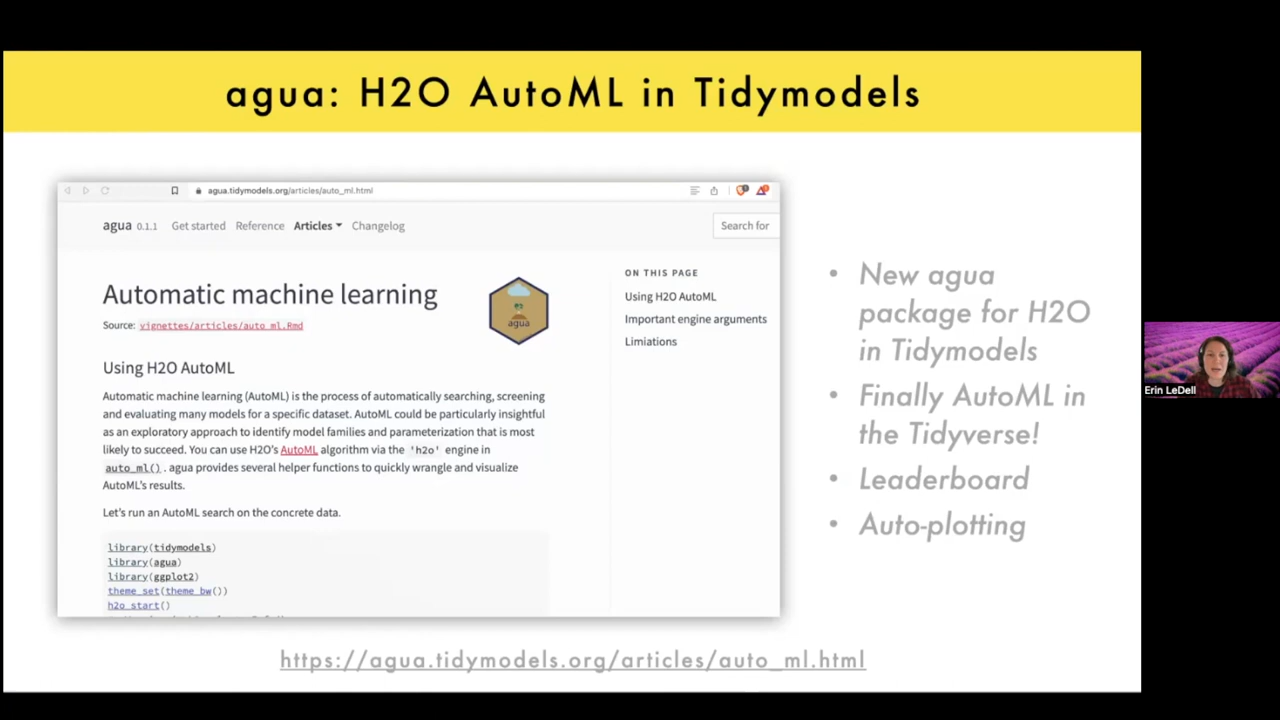 agua: H2O AutoML in Tidymodels
agua.tidymodels.org/articles/auto_ml.html
agua 0.1.1 Get started Reference Articles Changelog
Search for
Automatic machine learning
Source: vignettes/articles/auto_ml.Rmd
agua
Using H2O AutoML
Automatic machine learning (AutoML) is the process of automatically searching, screening
and evaluating many models for a specific dataset. AutoML could be particularly insightful
as an exploratory approach to identify model families and parameterization that is most
likely to succeed. You can use H2O's AutoML algorithm via the 'h2o' engine in
auto_ml(). agua provides several helper functions to quickly wrangle and visualize
AutoML's results.
Let's run an AutoML search on the concrete data.
library(tidymodels)
library(agua)
library(ggplot2)
theme_set(theme_bw())
h2o_start()
ON THIS PAGE
Using H2O AutoML
Important engine arguments
Limiations
• New agua
package for H2O
in Tidymodels
• Finally AutoML in
the Tidyverse!
• Leaderboard
• Auto-plotting
https://agua.tidymodels.org/articles/auto_ml.html
Erin LeDell